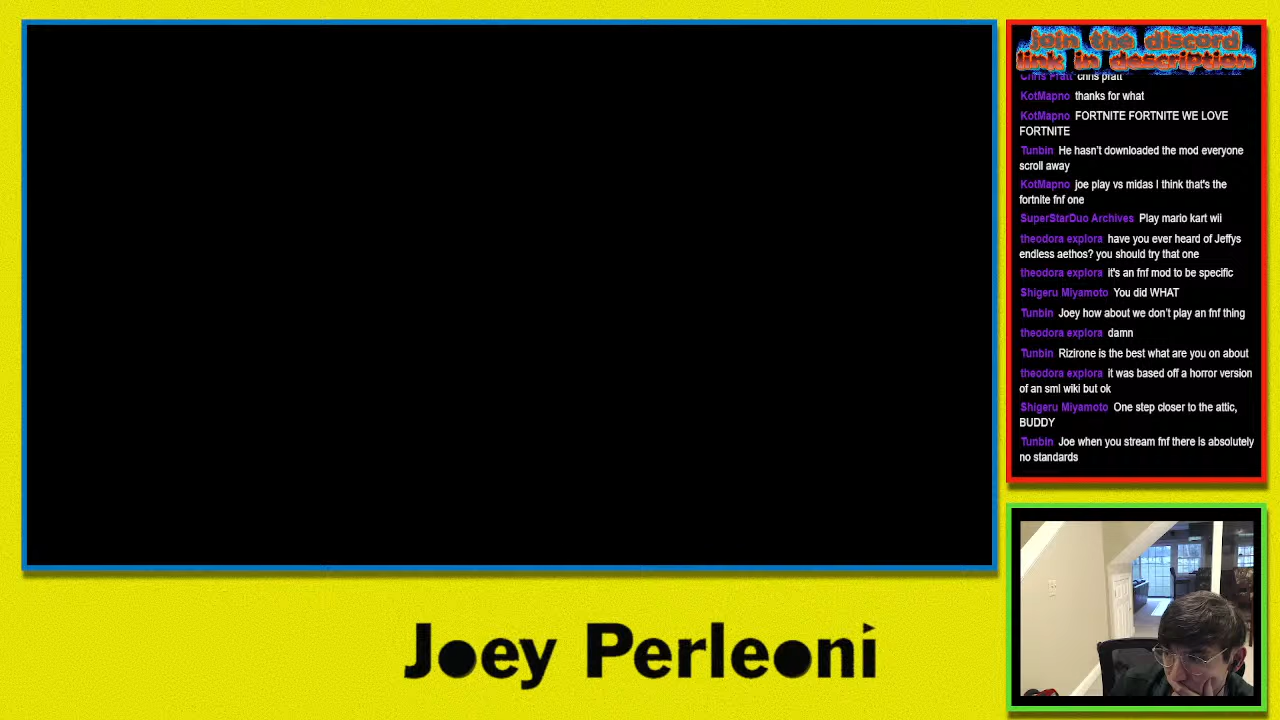 join the discord
link in description
Chris Pratt chris pratt
KotMapno thanks for what
KotMapno FORTNITE FORTNITE WE LOVE
FORTNITE
Tunbin He hasn't downloaded the mod everyone
scroll away
KotMapno joe play vs midas I think that's the
fortnite fnf one
SuperStarDuo Archives Play mario kart wii
theodora explora have you ever heard of Jeffys
endless aethos? you should try that one
theodora explora it's an fnf mod to be specific
Shigeru Miyamoto You did WHAT
Tunbin Joey how about we don't play an fnf thing
theodora explora damn
Tunbin Rizirone is the best what are you on about
theodora explora it was based off a horror version
of an sml wiki but ok
Shigeru Miyamoto One step closer to the attic,
BUDDY
Tunbin Joe when you stream fnf there is absolutely
no standards
Joey Perleoni